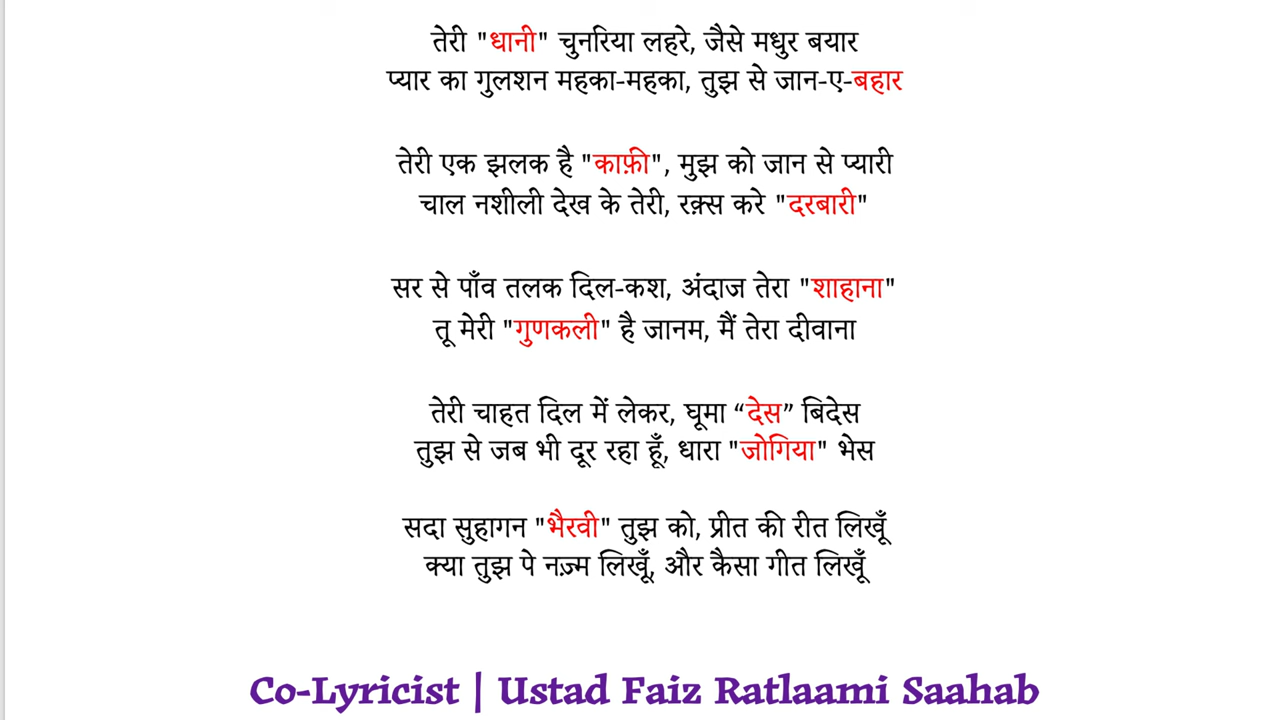 तेरी "धानी" चुनरिया लहरे, जैसे मधुर बयार
प्यार का गुलशन महका-महका, तुझ से जान-ए-बहार
तेरी एक झलक है "काफ़ी", मुझ को जान से प्यारी
चाल नशीली देख के तेरी, रक़्स करे "दरबारी"
सर से पाँव तलक दिल-कश, अंदाज तेरा "शाहाना"
तू मेरी "गुणकली" है जानम, मैं तेरा दीवाना
तेरी चाहत दिल में लेकर, घूमा “देस” बिदेस
तुझ से जब भी दूर रहा हूँ, धारा "जोगिया" भेस
सदा सुहागन "भैरवी" तुझ को, प्रीत की रीत लिखूँ
क्या तुझ पे नज़्म लिखूँ, और कैसा गीत लिखूँ
Co-Lyricist | Ustad Faiz Ratlaami Saahab